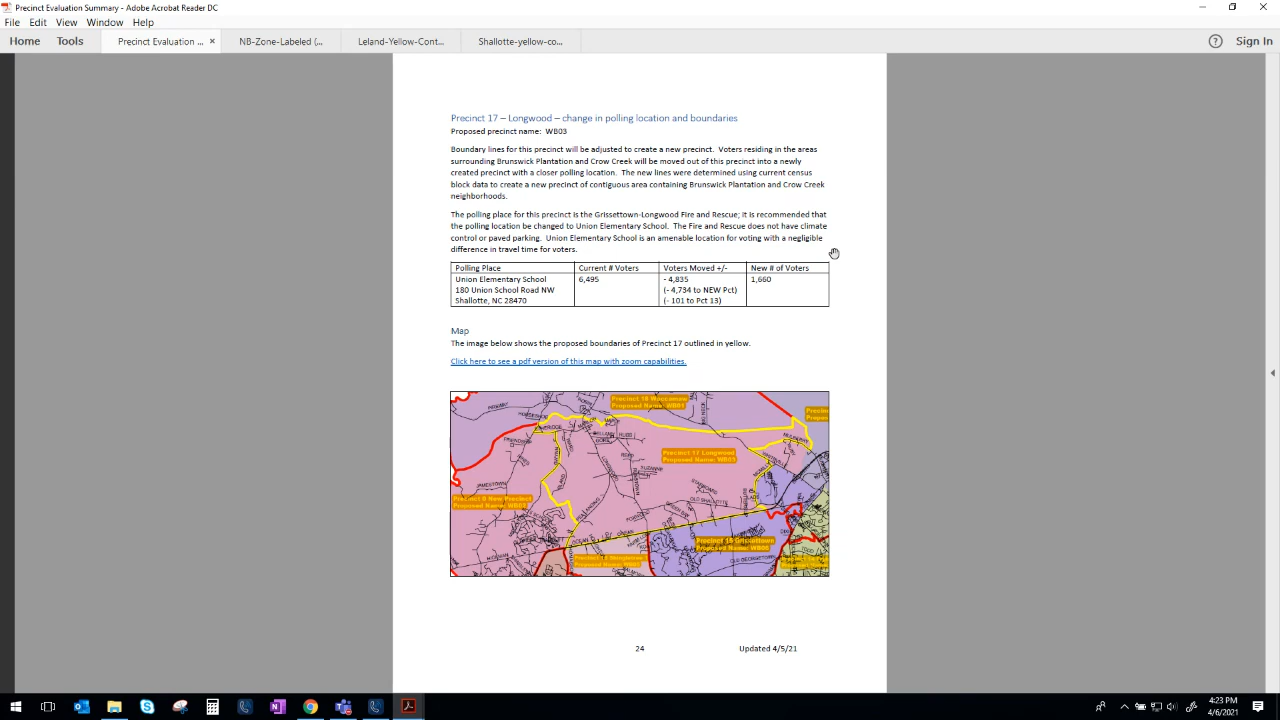 Precinct Evaluation Summary - Adobe Acrobat Reader DC
File Edit View Window Help
Home Tools Precinct Evaluation ... × NB-Zone-Labeled (... Leland-Yellow-Cont... Shallotte-yellow-co... Sign In
Precinct 17 – Longwood – change in polling location and boundaries
Proposed precinct name: WB03
Boundary lines for this precinct will be adjusted to create a new precinct. Voters residing in the areas
surrounding Brunswick Plantation and Crow Creek will be moved out of this precinct into a newly
created precinct with a closer polling location. The new lines were determined using current census
block data to create a new precinct of contiguous area containing Brunswick Plantation and Crow Creek
neighborhoods.
The polling place for this precinct is the Grissettown-Longwood Fire and Rescue; it is recommended that
the polling location be changed to Union Elementary School. The Fire and Rescue does not have climate
control or paved parking. Union Elementary School is an amenable location for voting with a negligible
difference in travel time for voters.
Polling Place Current # Voters Voters Moved +/- New # of Voters
Union Elementary School 6,495 - 4,835 1,660
180 Union School Road NW (- 4,734 to NEW Pct)
Shallotte, NC 28470 (- 101 to Pct 13)
Map
The image below shows the proposed boundaries of Precinct 17 outlined in yellow.
Click here to see a pdf version of this map with zoom capabilities.
Precinct 17 Longwood
Proposed Name: WB03
Precinct 9 New Precinct
OLD SHALLOTTE
Precinct 15 Grissettown
OLD GEORGETOWN
JAMESTOWN
24 Updated 4/5/21
4:23 PM
4/6/2021